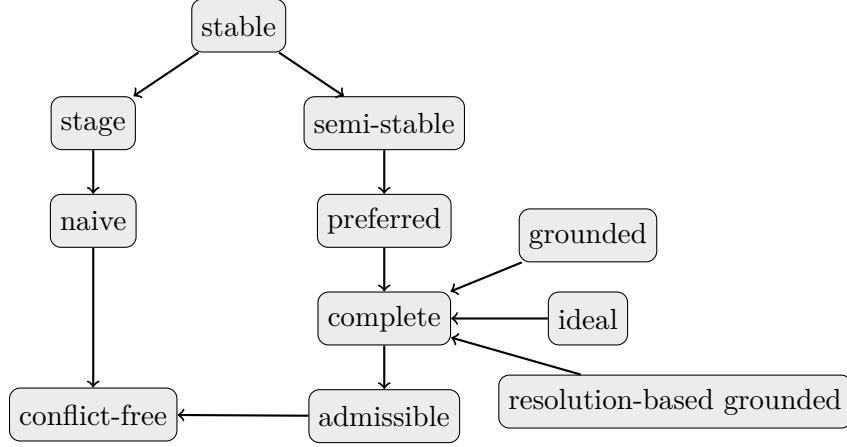 stable
stage
semi-stable
naive
preferred
grounded
complete
ideal
conflict-free
admissible
resolution-based grounded